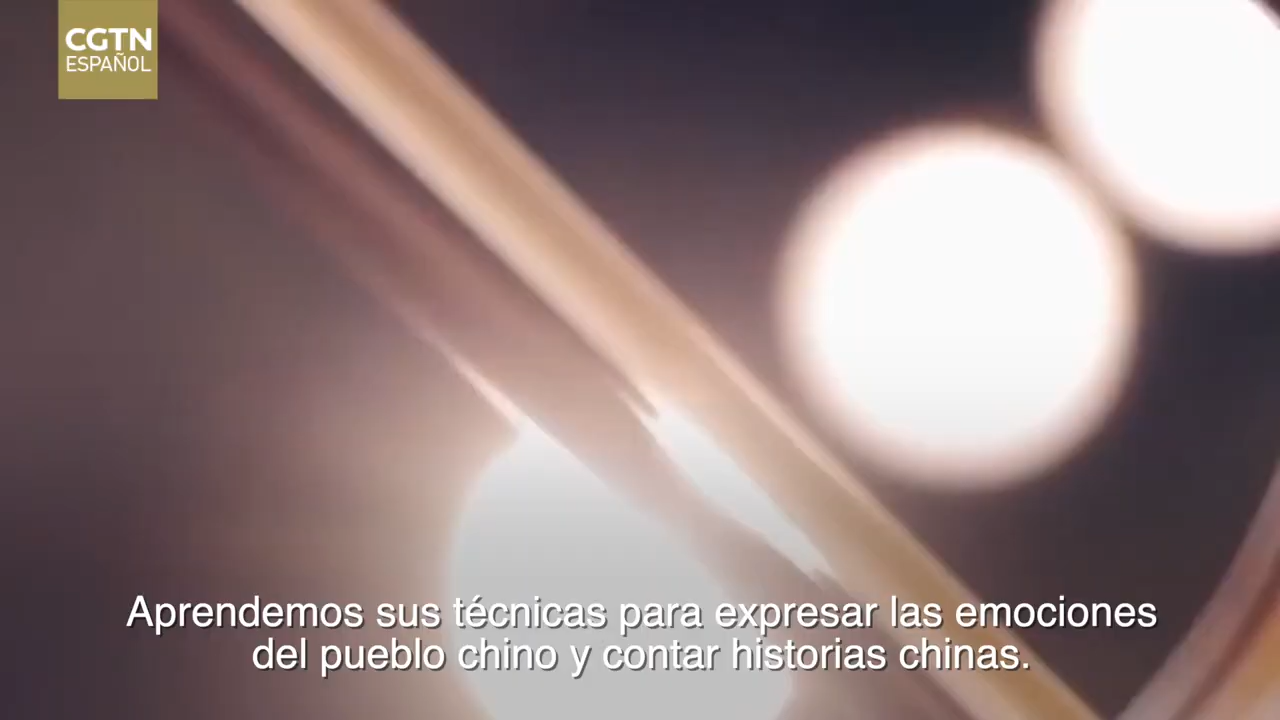 CGTN
ESPAÑOL
Aprendemos sus técnicas para expresar las emociones
del pueblo chino y contar historias chinas.